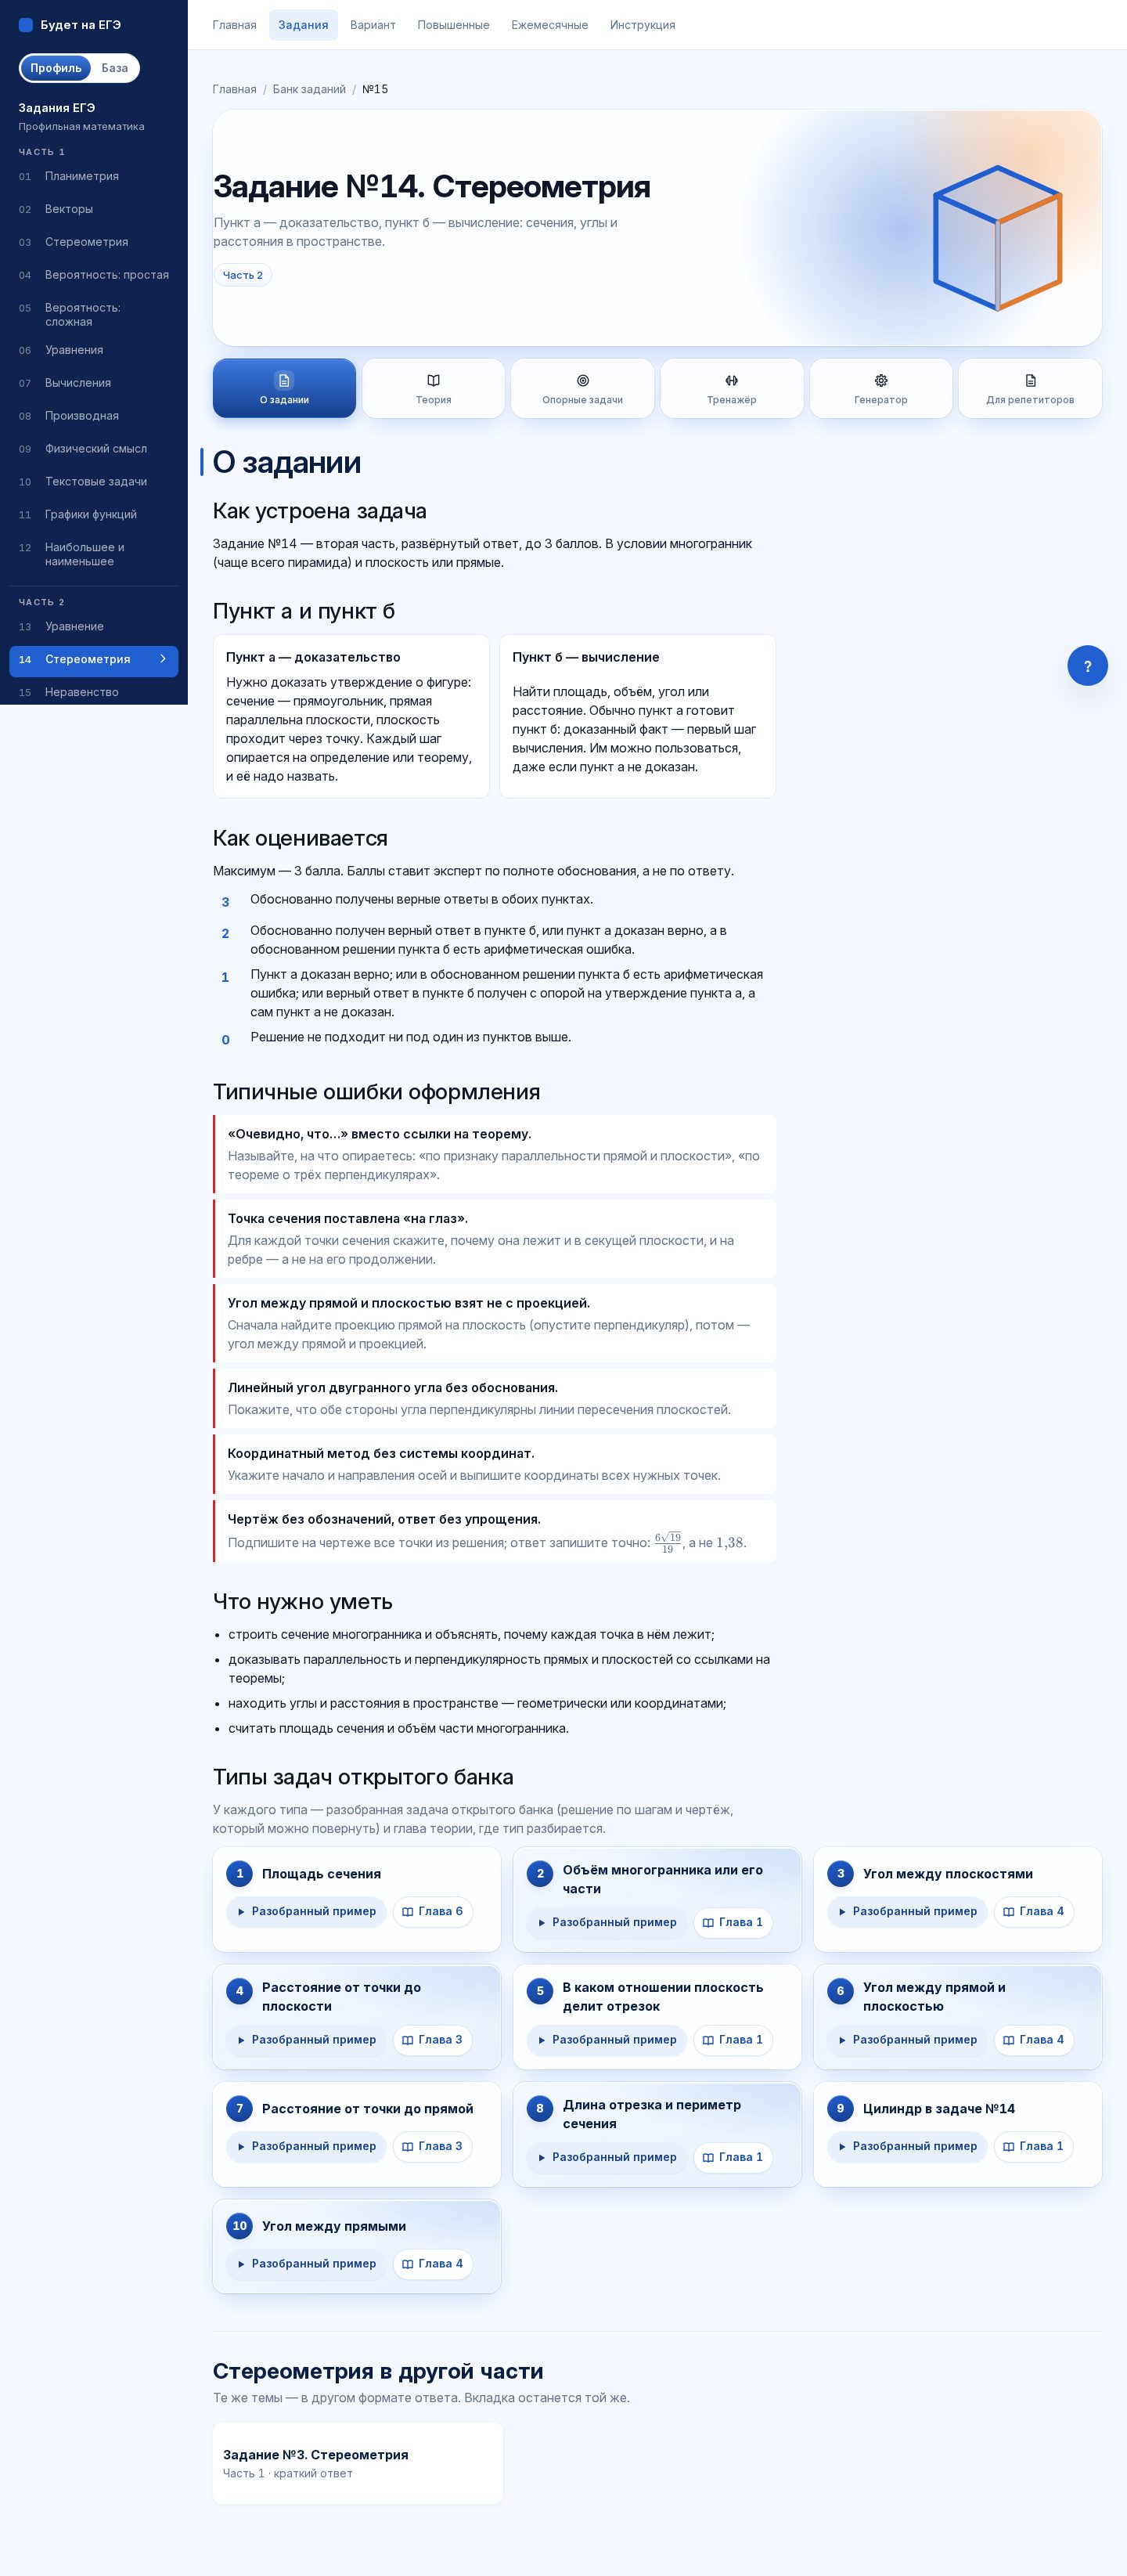 Будет на ЕГЭ
Профиль База
Задания ЕГЭ
Профильная математика
ЧАСТЬ 1
01 Планиметрия
02 Векторы
03 Стереометрия
04 Вероятность: простая
05 Вероятность:
сложная
06 Уравнения
07 Вычисления
08 Производная
09 Физический смысл
10 Текстовые задачи
11 Графики функций
12 Наибольшее и
наименьшее
ЧАСТЬ 2
13 Уравнение
14 Стереометрия
15 Неравенство
Главная Задания Вариант Повышенные Ежемесячные Инструкция
Главная / Банк заданий / №15
Задание №14. Стереометрия
Пункт а — доказательство, пункт б — вычисление: сечения, углы и
расстояния в пространстве.
Часть 2
О задании Теория Опорные задачи Тренажёр Генератор Для репетиторов
О задании
Как устроена задача
Задание №14 — вторая часть, развёрнутый ответ, до 3 баллов. В условии многогранник
(чаще всего пирамида) и плоскость или прямые.
Пункт а и пункт б
Пункт а — доказательство
Нужно доказать утверждение о фигуре:
сечение — прямоугольник, прямая
параллельна плоскости, плоскость
проходит через точку. Каждый шаг
опирается на определение или теорему,
и её надо назвать.
Пункт б — вычисление
Найти площадь, объём, угол или
расстояние. Обычно пункт а готовит
пункт б: доказанный факт — первый шаг
вычисления. Им можно пользоваться,
даже если пункт а не доказан.
?
Как оценивается
Максимум — 3 балла. Баллы ставит эксперт по полноте обоснования, а не по ответу.
3 Обоснованно получены верные ответы в обоих пунктах.
2 Обоснованно получен верный ответ в пункте б, или пункт а доказан верно, а в
обоснованном решении пункта б есть арифметическая ошибка.
1 Пункт а доказан верно; или в обоснованном решении пункта б есть арифметическая
ошибка; или верный ответ в пункте б получен с опорой на утверждение пункта а, а
сам пункт а не доказан.
0 Решение не подходит ни под один из пунктов выше.
Типичные ошибки оформления
«Очевидно, что…» вместо ссылки на теорему.
Называйте, на что опираетесь: «по признаку параллельности прямой и плоскости», «по
теореме о трёх перпендикулярах».
Точка сечения поставлена «на глаз».
Для каждой точки сечения скажите, почему она лежит и в секущей плоскости, и на
ребре — а не на его продолжении.
Угол между прямой и плоскостью взят не с проекцией.
Сначала найдите проекцию прямой на плоскость (опустите перпендикуляр), потом —
угол между прямой и проекцией.
Линейный угол двугранного угла без обоснования.
Покажите, что обе стороны угла перпендикулярны линии пересечения плоскостей.
Координатный метод без системы координат.
Укажите начало и направления осей и выпишите координаты всех нужных точек.
Чертёж без обозначений, ответ без упрощения.
Подпишите на чертеже все точки из решения; ответ запишите точно: 6√19/19, а не 1,38.
Что нужно уметь
• строить сечение многогранника и объяснять, почему каждая точка в нём лежит;
• доказывать параллельность и перпендикулярность прямых и плоскостей со ссылками на
теоремы;
• находить углы и расстояния в пространстве — геометрически или координатами;
• считать площадь сечения и объём части многогранника.
Типы задач открытого банка
У каждого типа — разобранная задача открытого банка (решение по шагам и чертёж,
который можно повернуть) и глава теории, где тип разбирается.
1 Площадь сечения
Разобранный пример Глава 6
2 Объём многогранника или его
части
Разобранный пример Глава 1
3 Угол между плоскостями
Разобранный пример Глава 4
4 Расстояние от точки до
плоскости
Разобранный пример Глава 3
5 В каком отношении плоскость
делит отрезок
Разобранный пример Глава 1
6 Угол между прямой и
плоскостью
Разобранный пример Глава 4
7 Расстояние от точки до прямой
Разобранный пример Глава 3
8 Длина отрезка и периметр
сечения
Разобранный пример Глава 1
9 Цилиндр в задаче №14
Разобранный пример Глава 1
10 Угол между прямыми
Разобранный пример Глава 4
Стереометрия в другой части
Те же темы — в другом формате ответа. Вкладка останется той же.
Задание №3. Стереометрия
Часть 1 · краткий ответ